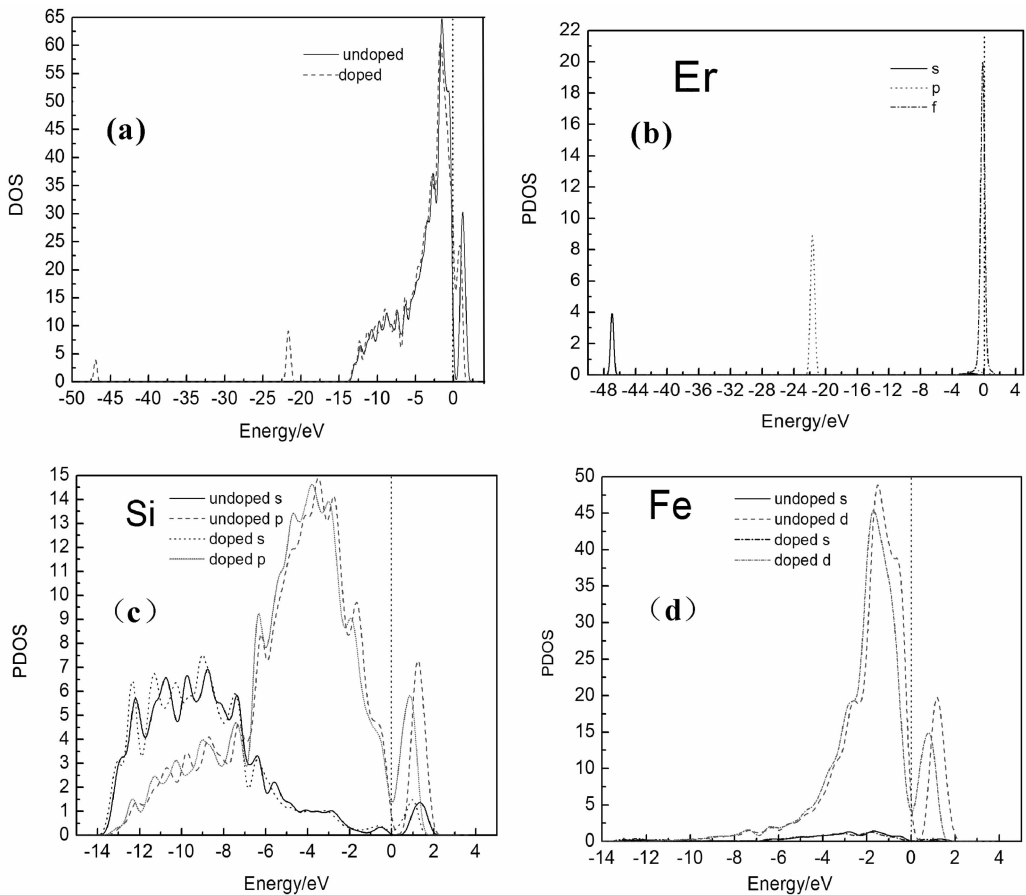 65
60
55
50
45
40
35
30
25
20
15
10
5
0
DOS
(a)
undoped
doped
-50 -45 -40 -35 -30 -25 -20 -15 -10 -5 0
Energy/eV
22
20
18
16
14
12
10
8
6
4
2
0
PDOS
Er
(b)
s
p
f
-48 -44 -40 -36 -32 -28 -24 -20 -16 -12 -8 -4 0 4
Energy/eV
15
14
13
12
11
10
9
8
7
6
5
4
3
2
1
0
PDOS
Si
(c)
undoped s
undoped p
doped s
doped p
-14 -12 -10 -8 -6 -4 -2 0 2 4
Energy/eV
50
45
40
35
30
25
20
15
10
5
0
PDOS
Fe
(d)
undoped s
undoped d
doped s
doped d
-14 -12 -10 -8 -6 -4 -2 0 2 4
Energy/eV